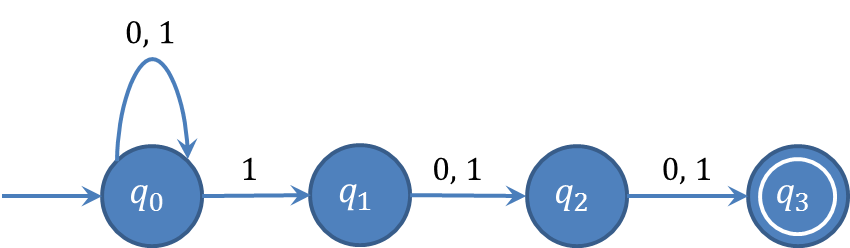 0, 1
1
0, 1
0, 1
q₀
q₁
q₂
q₃